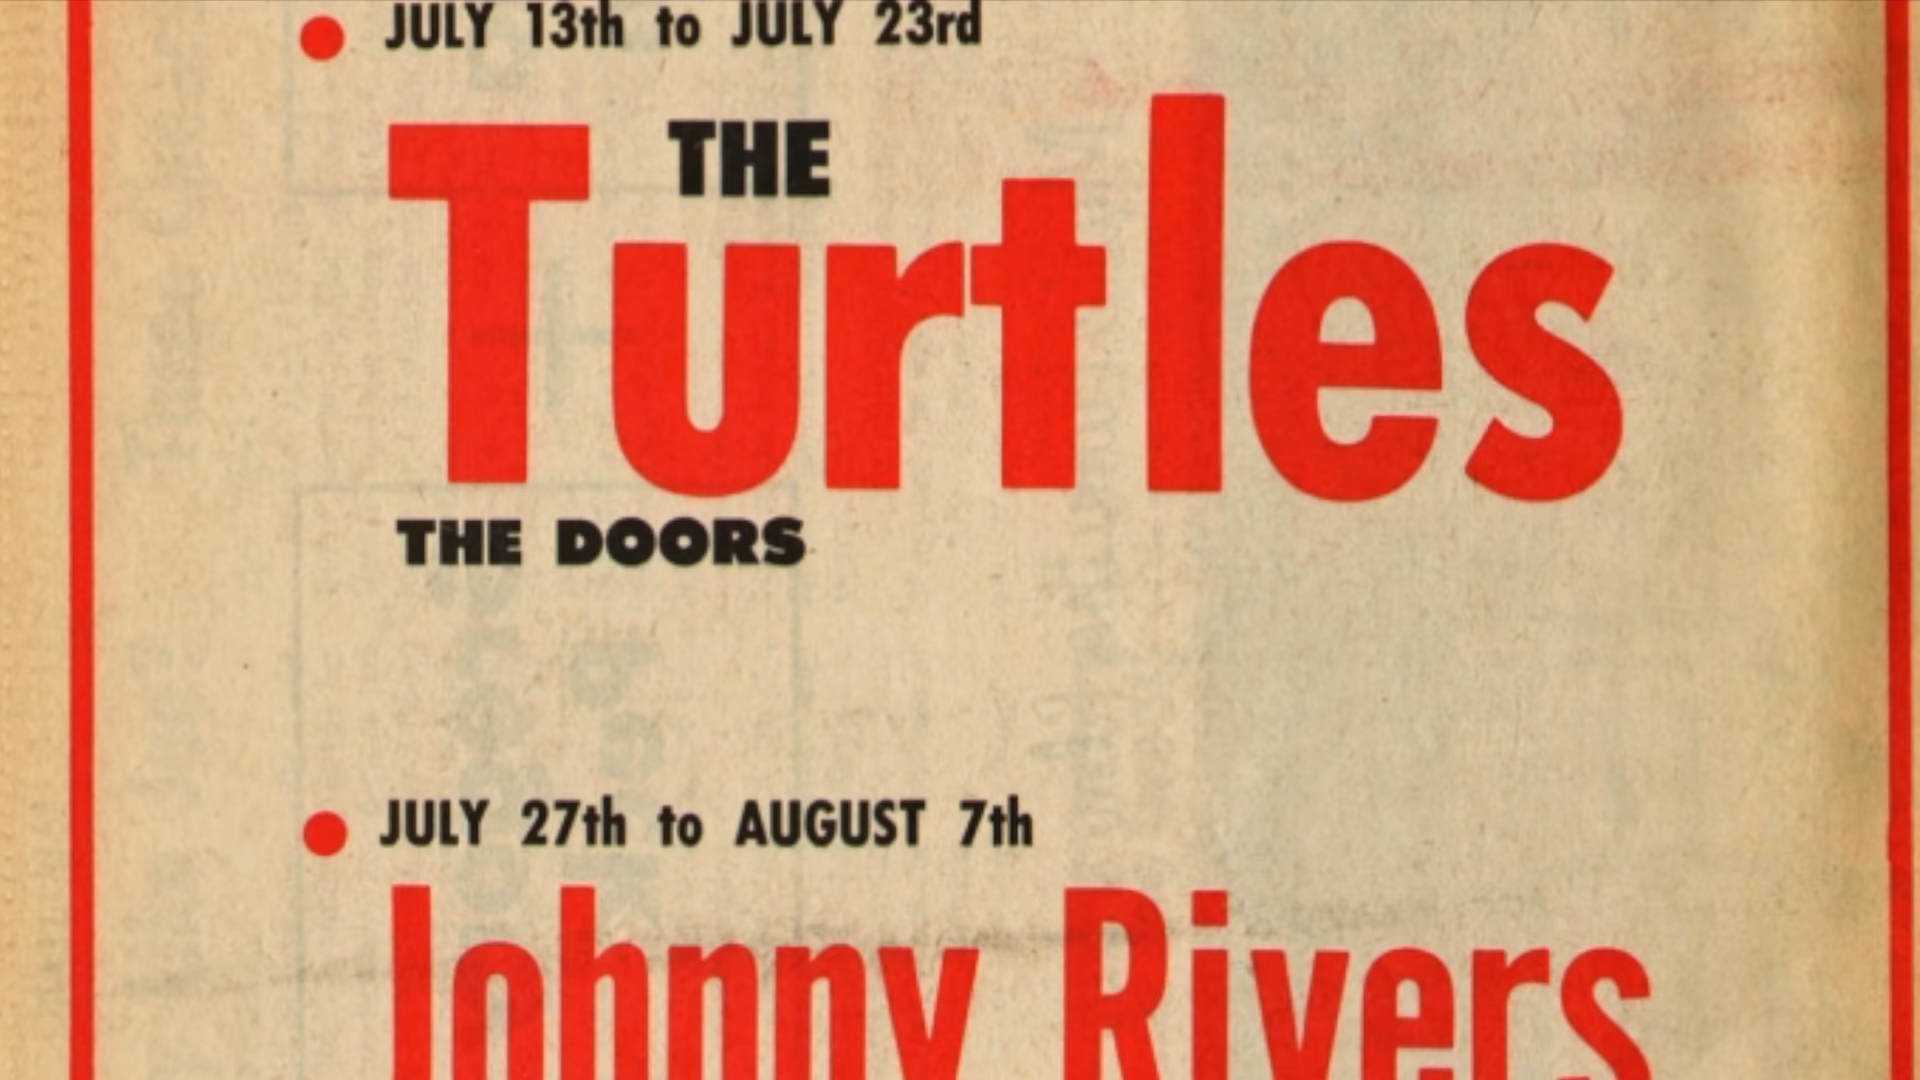 JULY 13th to JULY 23rd
THE
Turtles
THE DOORS
JULY 27th to AUGUST 7th
Johnny Rivers